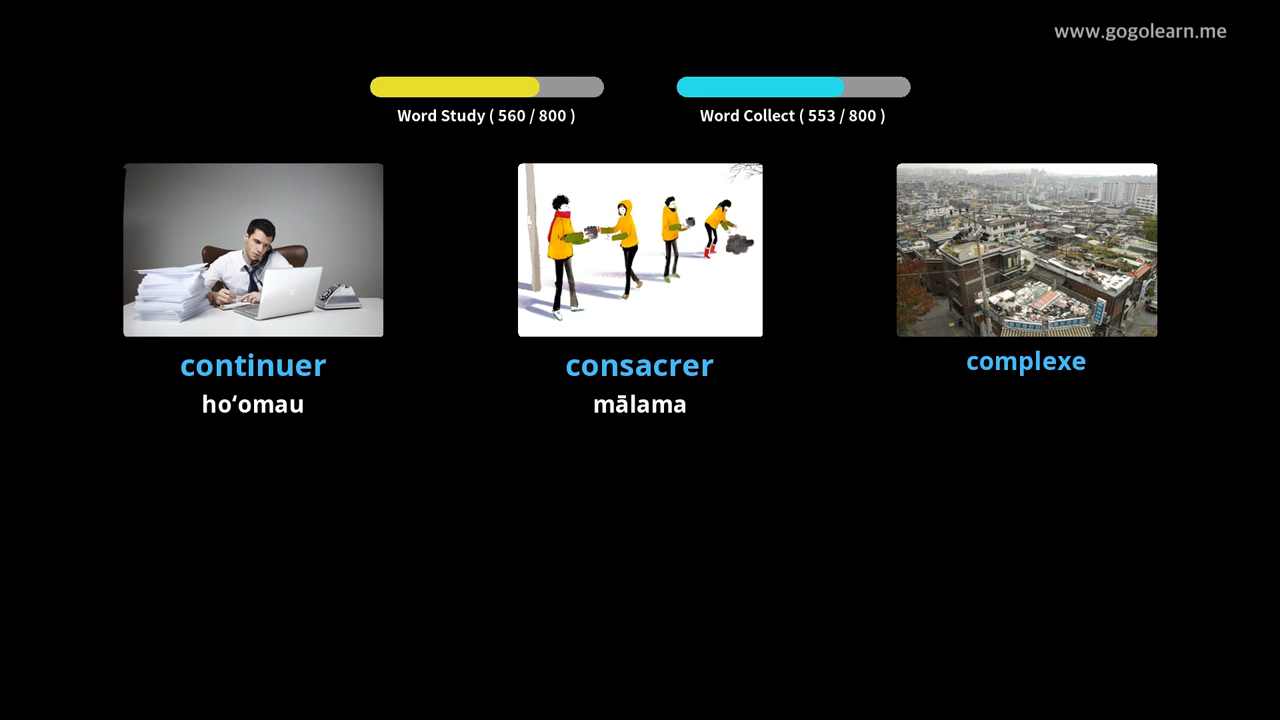 www.gogolearn.me
Word Study ( 560 / 800 )
Word Collect ( 553 / 800 )
continuer
hoʻomau
consacrer
mālama
complexe